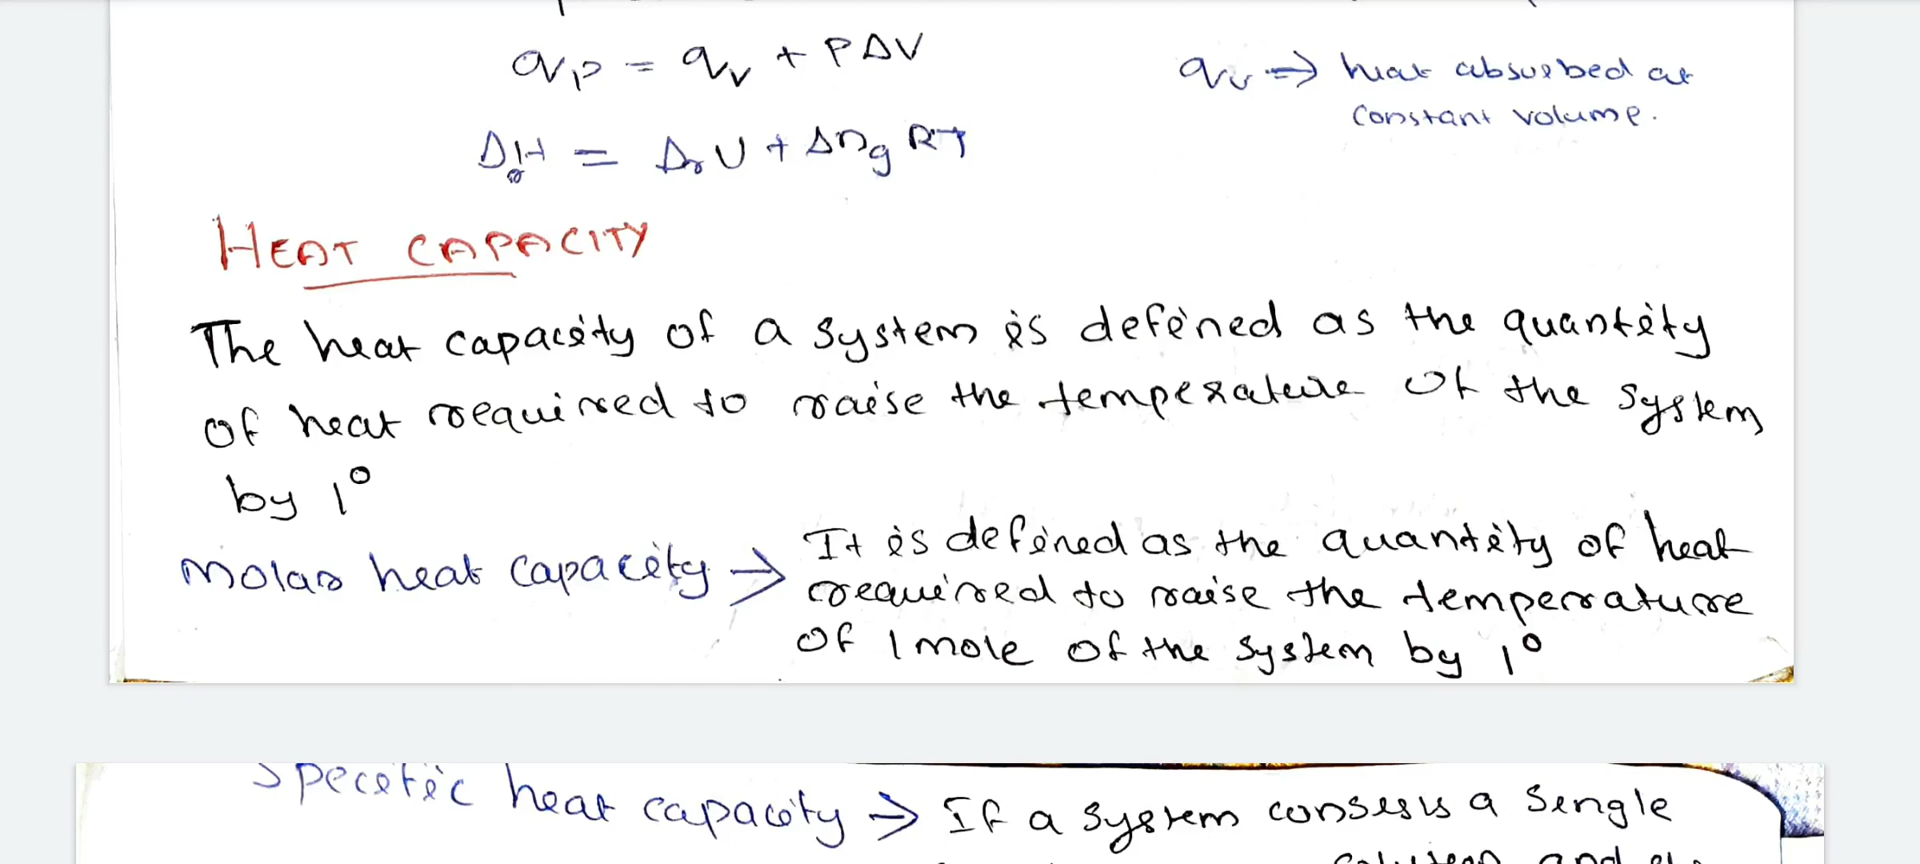 qp = qv + PΔV
qv ⇒ heat absorbed at
constant volume.
ΔrH = ΔrU + Δng RT
HEAT CAPACITY
The heat capacity of a system is defined as the quantity
of heat required to raise the temperature of the system
by 1°
Molar heat capacity →
It is defined as the quantity of heat
required to raise the temperature
of 1 mole of the system by 1°
Specific heat capacity → If a system consists a single
and